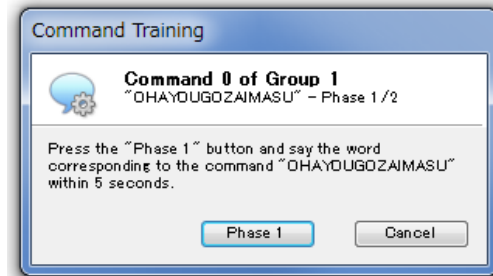 Command Training
Command 0 of Group 1
"OHAYOUGOZAIMASU" - Phase 1/2
Press the "Phase 1" button and say the word
corresponding to the command "OHAYOUGOZAIMASU"
within 5 seconds.
Phase 1
Cancel